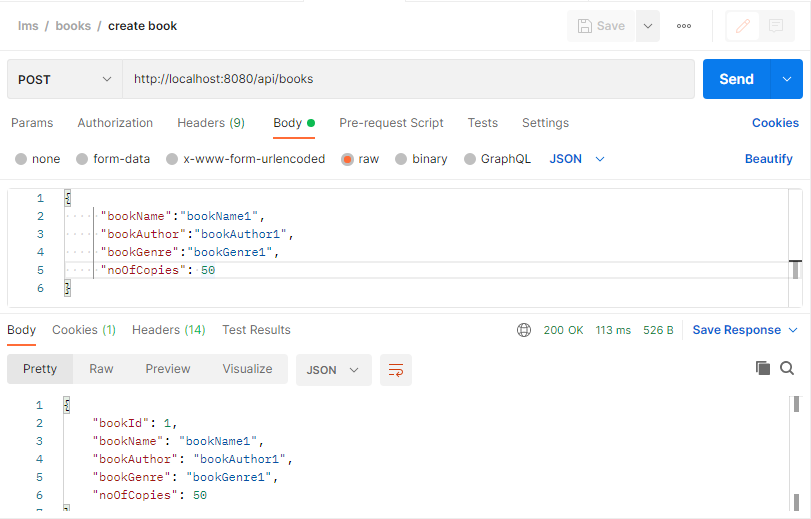 lms / books / create book
Save
POST
http://localhost:8080/api/books
Send
Params Authorization Headers (9) Body Pre-request Script Tests Settings Cookies
none form-data x-www-form-urlencoded raw binary GraphQL JSON Beautify
1 {
2 "bookName":"bookName1",
3 "bookAuthor":"bookAuthor1",
4 "bookGenre":"bookGenre1",
5 "noOfCopies": 50
6 }
Body Cookies (1) Headers (14) Test Results 200 OK 113 ms 526 B Save Response
Pretty Raw Preview Visualize JSON
1 {
2 "bookId": 1,
3 "bookName": "bookName1",
4 "bookAuthor": "bookAuthor1",
5 "bookGenre": "bookGenre1",
6 "noOfCopies": 50
7 }